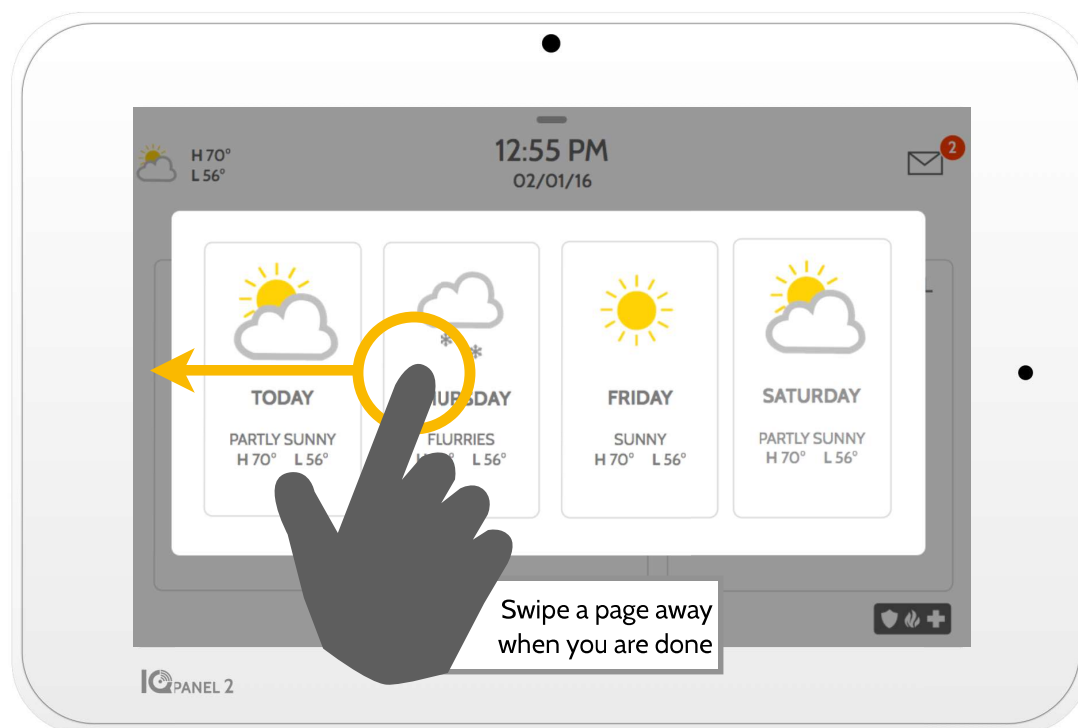 H 70°
L 56°
12:55 PM
02/01/16
2
TODAY
PARTLY SUNNY
H 70° L 56°
FLURRIES
L 56°
FRIDAY
SUNNY
H 70° L 56°
SATURDAY
PARTLY SUNNY
H 70° L 56°
Swipe a page away
when you are done
IQ PANEL 2